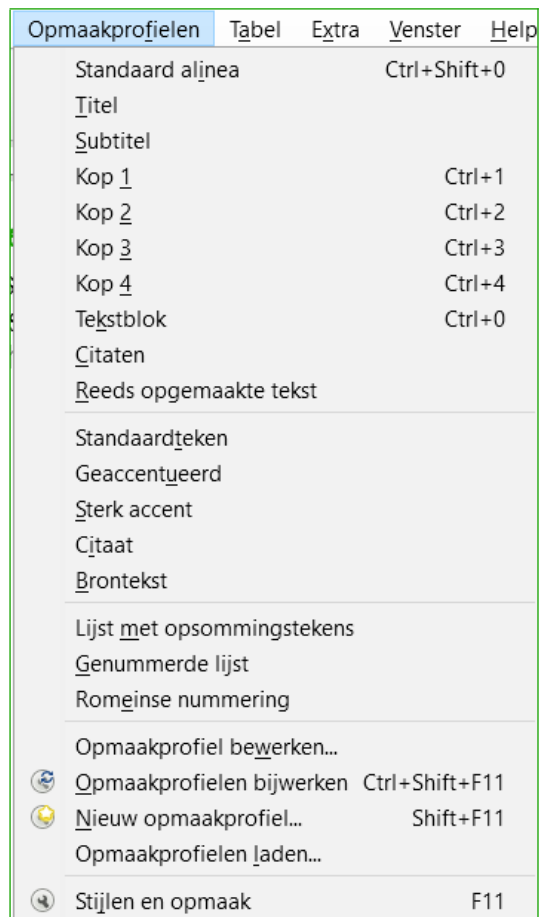 Opmaakprofielen Tabel Extra Venster Help
Standaard alinea Ctrl+Shift+0
Titel
Subtitel
Kop 1 Ctrl+1
Kop 2 Ctrl+2
Kop 3 Ctrl+3
Kop 4 Ctrl+4
Tekstblok Ctrl+0
Citaten
Reeds opgemaakte tekst
Standaardteken
Geaccentueerd
Sterk accent
Citaat
Brontekst
Lijst met opsommingstekens
Genummerde lijst
Romeinse nummering
Opmaakprofiel bewerken...
Opmaakprofielen bijwerken Ctrl+Shift+F11
Nieuw opmaakprofiel... Shift+F11
Opmaakprofielen laden...
Stijlen en opmaak F11